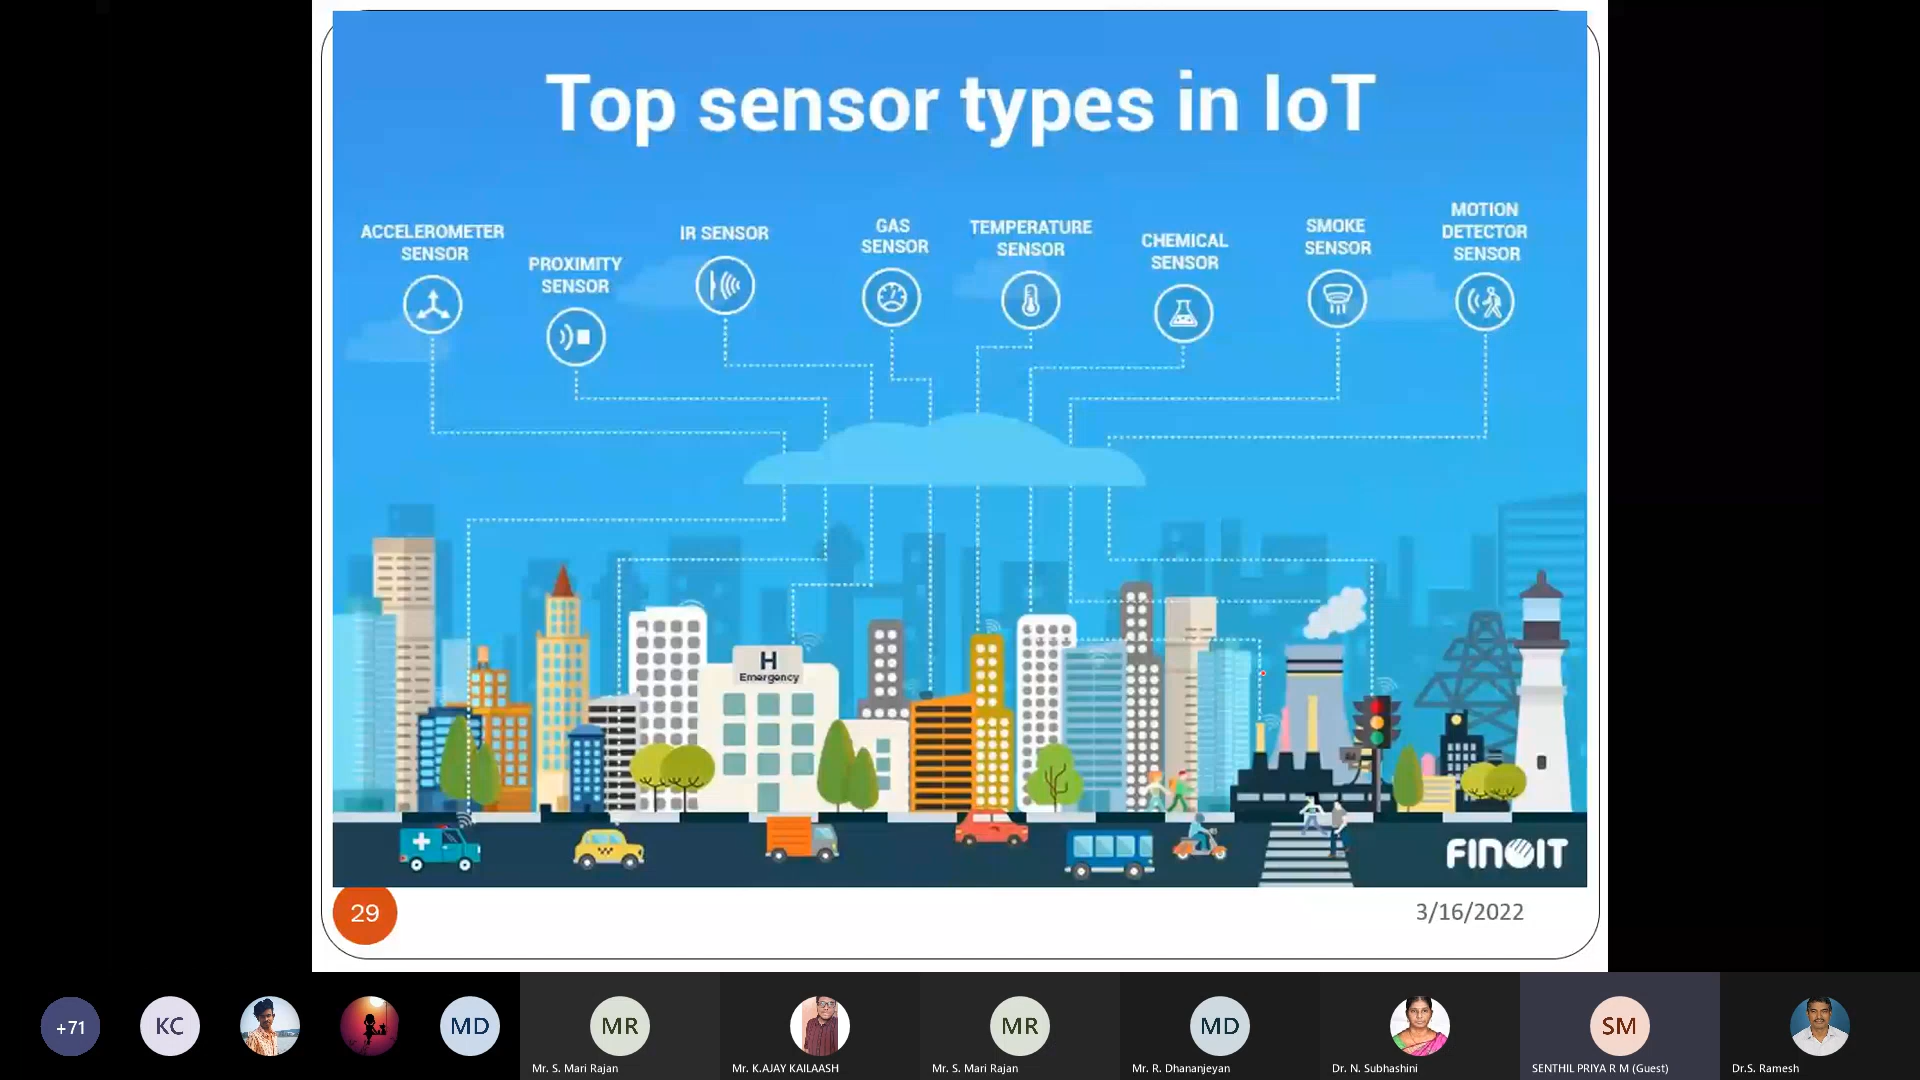 Top sensor types in IoT
ACCELEROMETER
SENSOR
PROXIMITY
SENSOR
IR SENSOR
GAS
SENSOR
TEMPERATURE
SENSOR
CHEMICAL
SENSOR
SMOKE
SENSOR
MOTION
DETECTOR
SENSOR
H
Emergency
FINOIT
29
3/16/2022
+71
KC
MD
MR
Mr. S. Mari Rajan
Mr. K.AJAY KAILAASH
MR
Mr. S. Mari Rajan
MD
Mr. R. Dhananjeyan
Dr. N. Subhashini
SM
SENTHIL PRIYA R M (Guest)
Dr.S. Ramesh